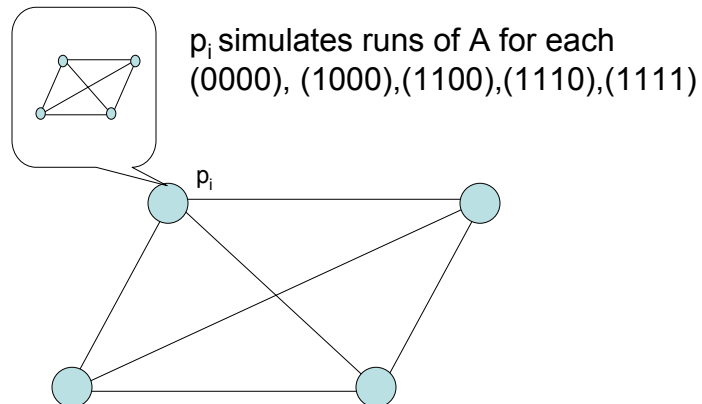 pᵢ simulates runs of A for each
(0000), (1000),(1100),(1110),(1111)
pᵢ